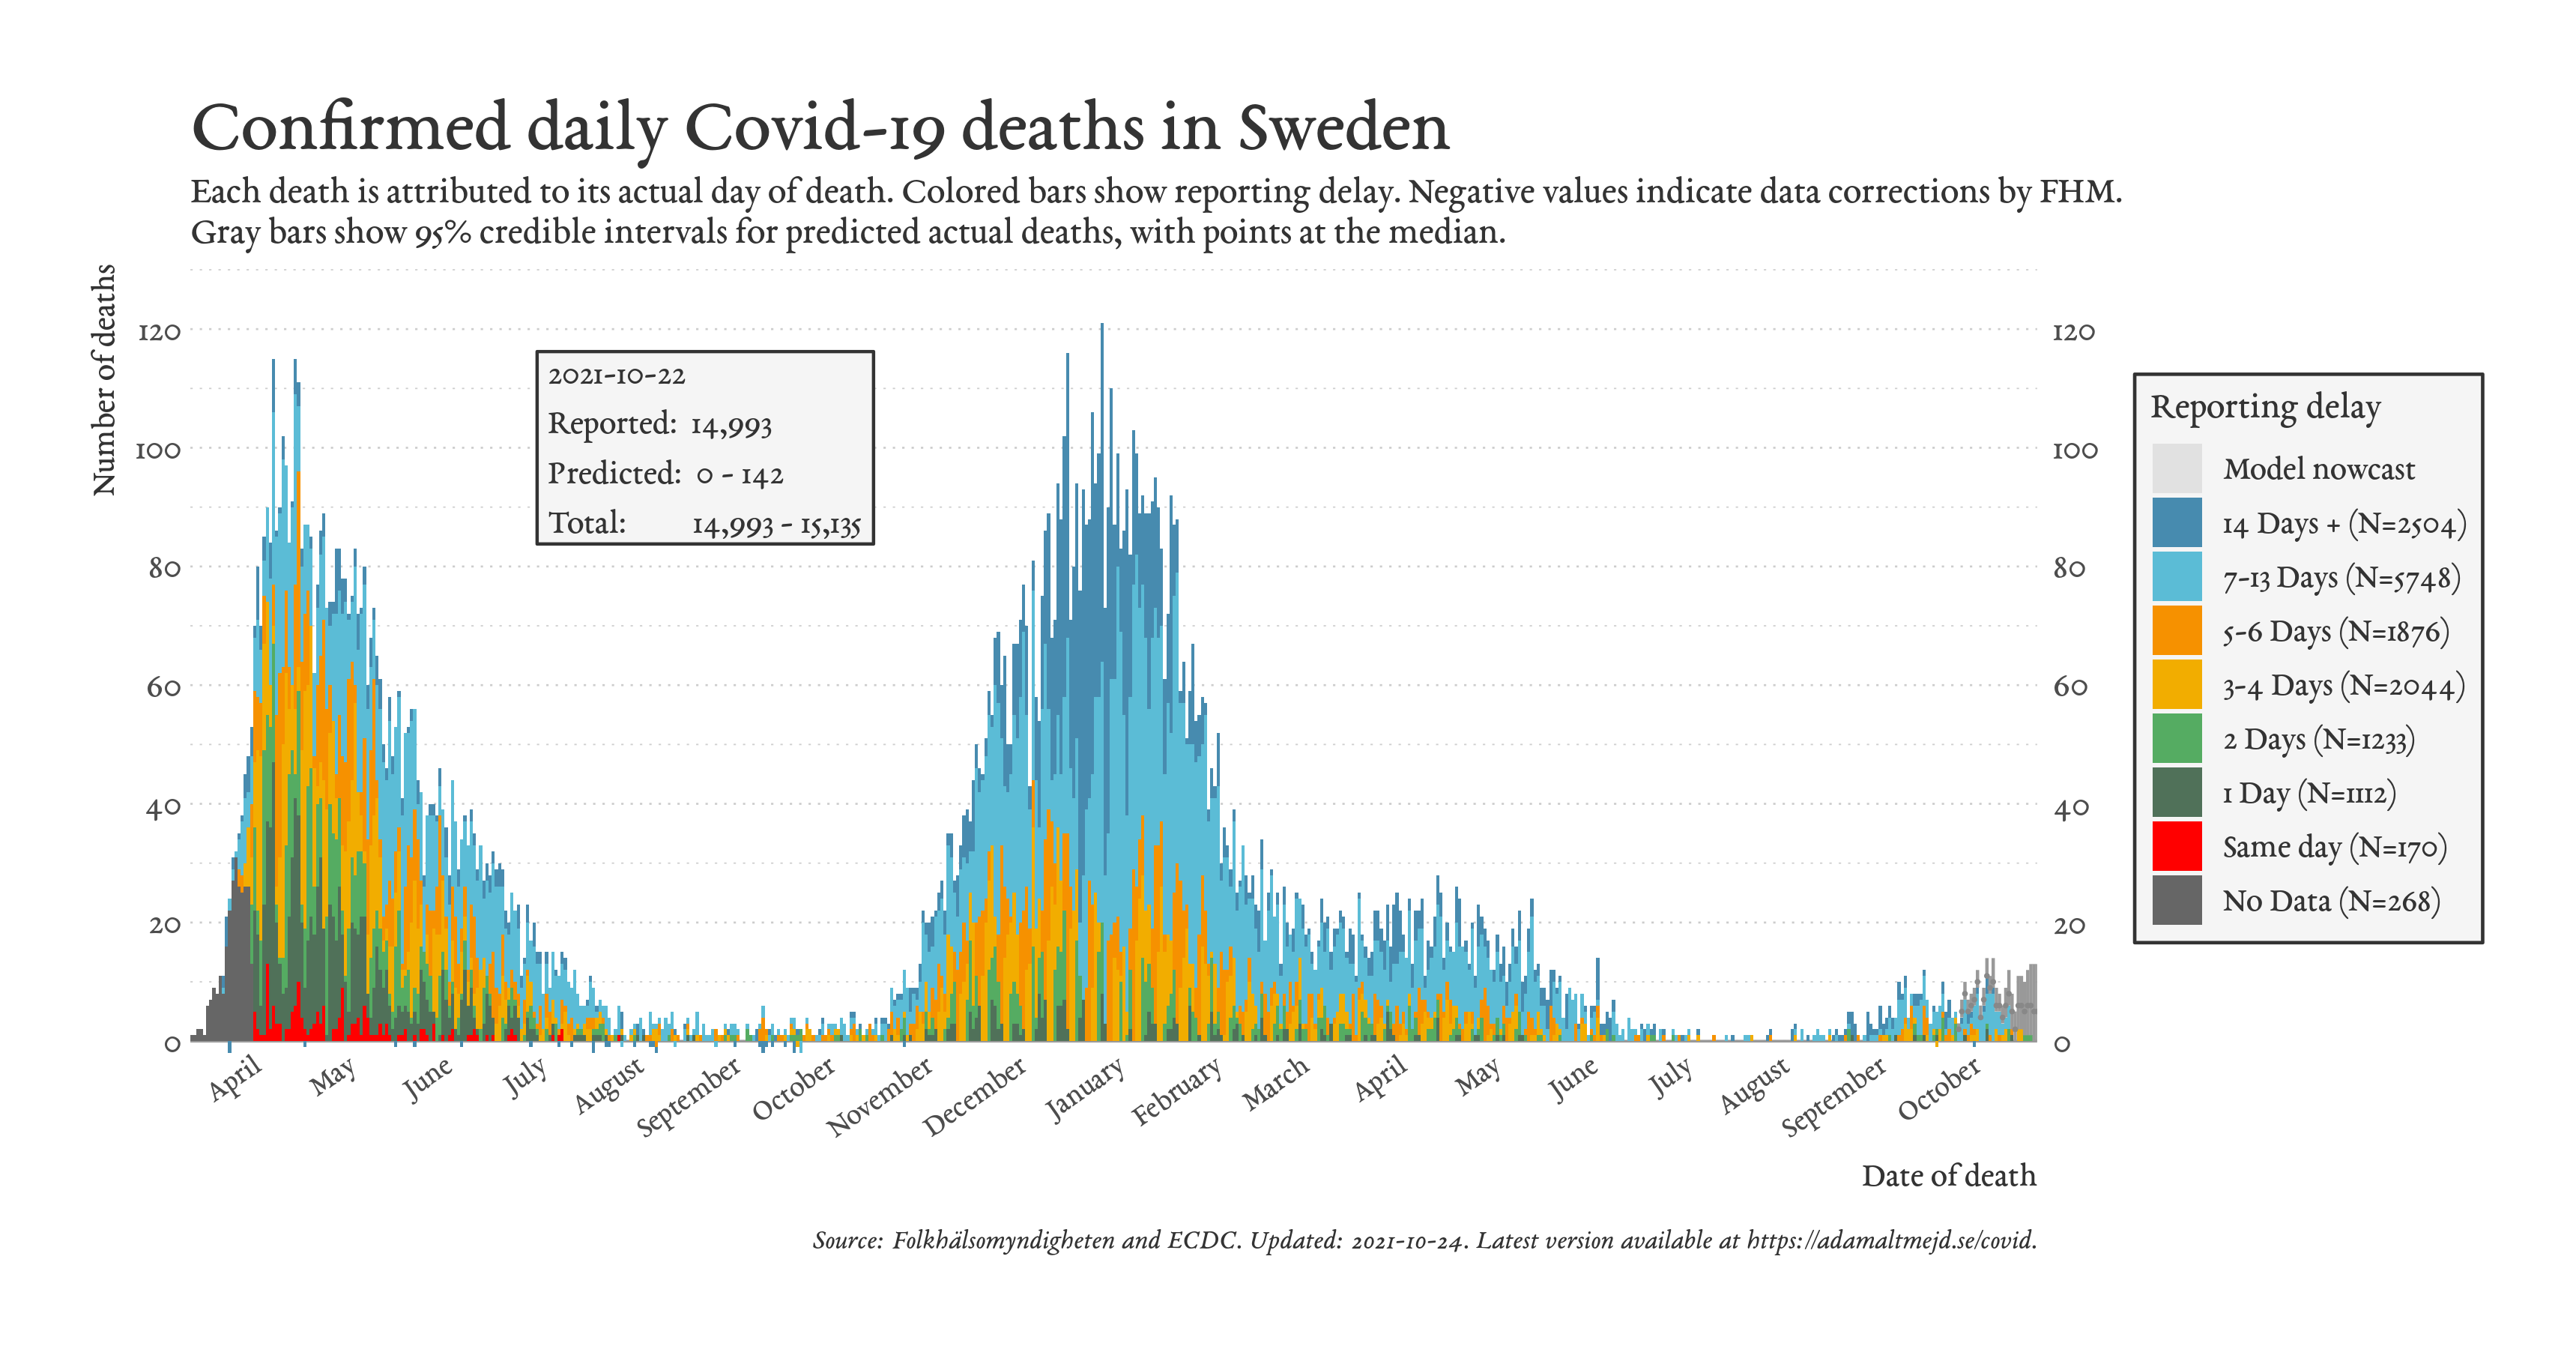 Confirmed daily Covid-19 deaths in Sweden
Each death is attributed to its actual day of death. Colored bars show reporting delay. Negative values indicate data corrections by FHM.
Gray bars show 95% credible intervals for predicted actual deaths, with points at the median.
Number of deaths
120
100
80
60
40
20
0
2021-10-22
Reported: 14,993
Predicted: 0 - 142
Total: 14,993 - 15,135
120
100
80
60
40
20
0
Reporting delay
Model nowcast
14 Days + (N=2504)
7-13 Days (N=5748)
5-6 Days (N=1876)
3-4 Days (N=2044)
2 Days (N=1233)
1 Day (N=1112)
Same day (N=170)
No Data (N=268)
April
May
June
July
August
September
October
November
December
January
February
March
April
May
June
July
August
September
October
Date of death
Source: Folkhälsomyndigheten and ECDC. Updated: 2021-10-24. Latest version available at https://adamaltmejd.se/covid.